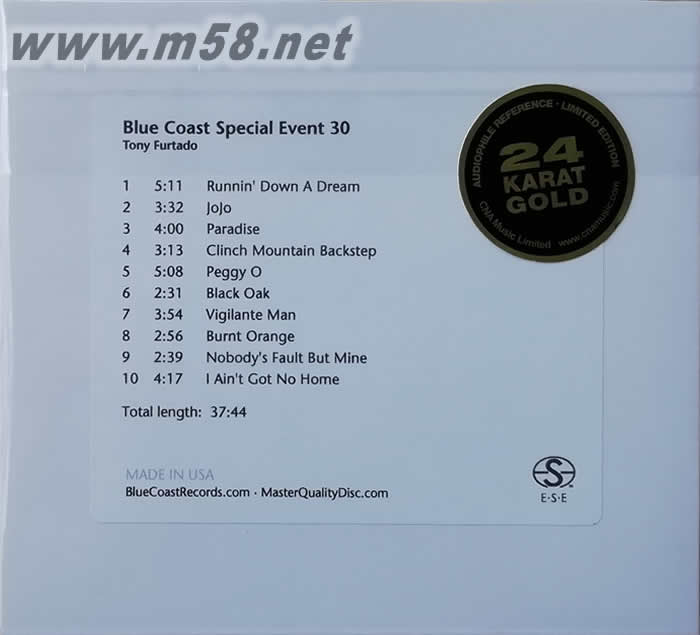 www.m58.net
Blue Coast Special Event 30
Tony Furtado
1 5:11 Runnin' Down A Dream
2 3:32 JoJo
3 4:00 Paradise
4 3:13 Clinch Mountain Backstep
5 5:08 Peggy O
6 2:31 Black Oak
7 3:54 Vigilante Man
8 2:56 Burnt Orange
9 2:39 Nobody's Fault But Mine
10 4:17 I Ain't Got No Home
Total length: 37:44
AUDIOPHILE REFERENCE · LIMITED EDITION
24
KARAT
GOLD
CNA Music Limited · www.cnamusic.com
MADE IN USA
BlueCoastRecords.com · MasterQualityDisc.com
S
E·S·E